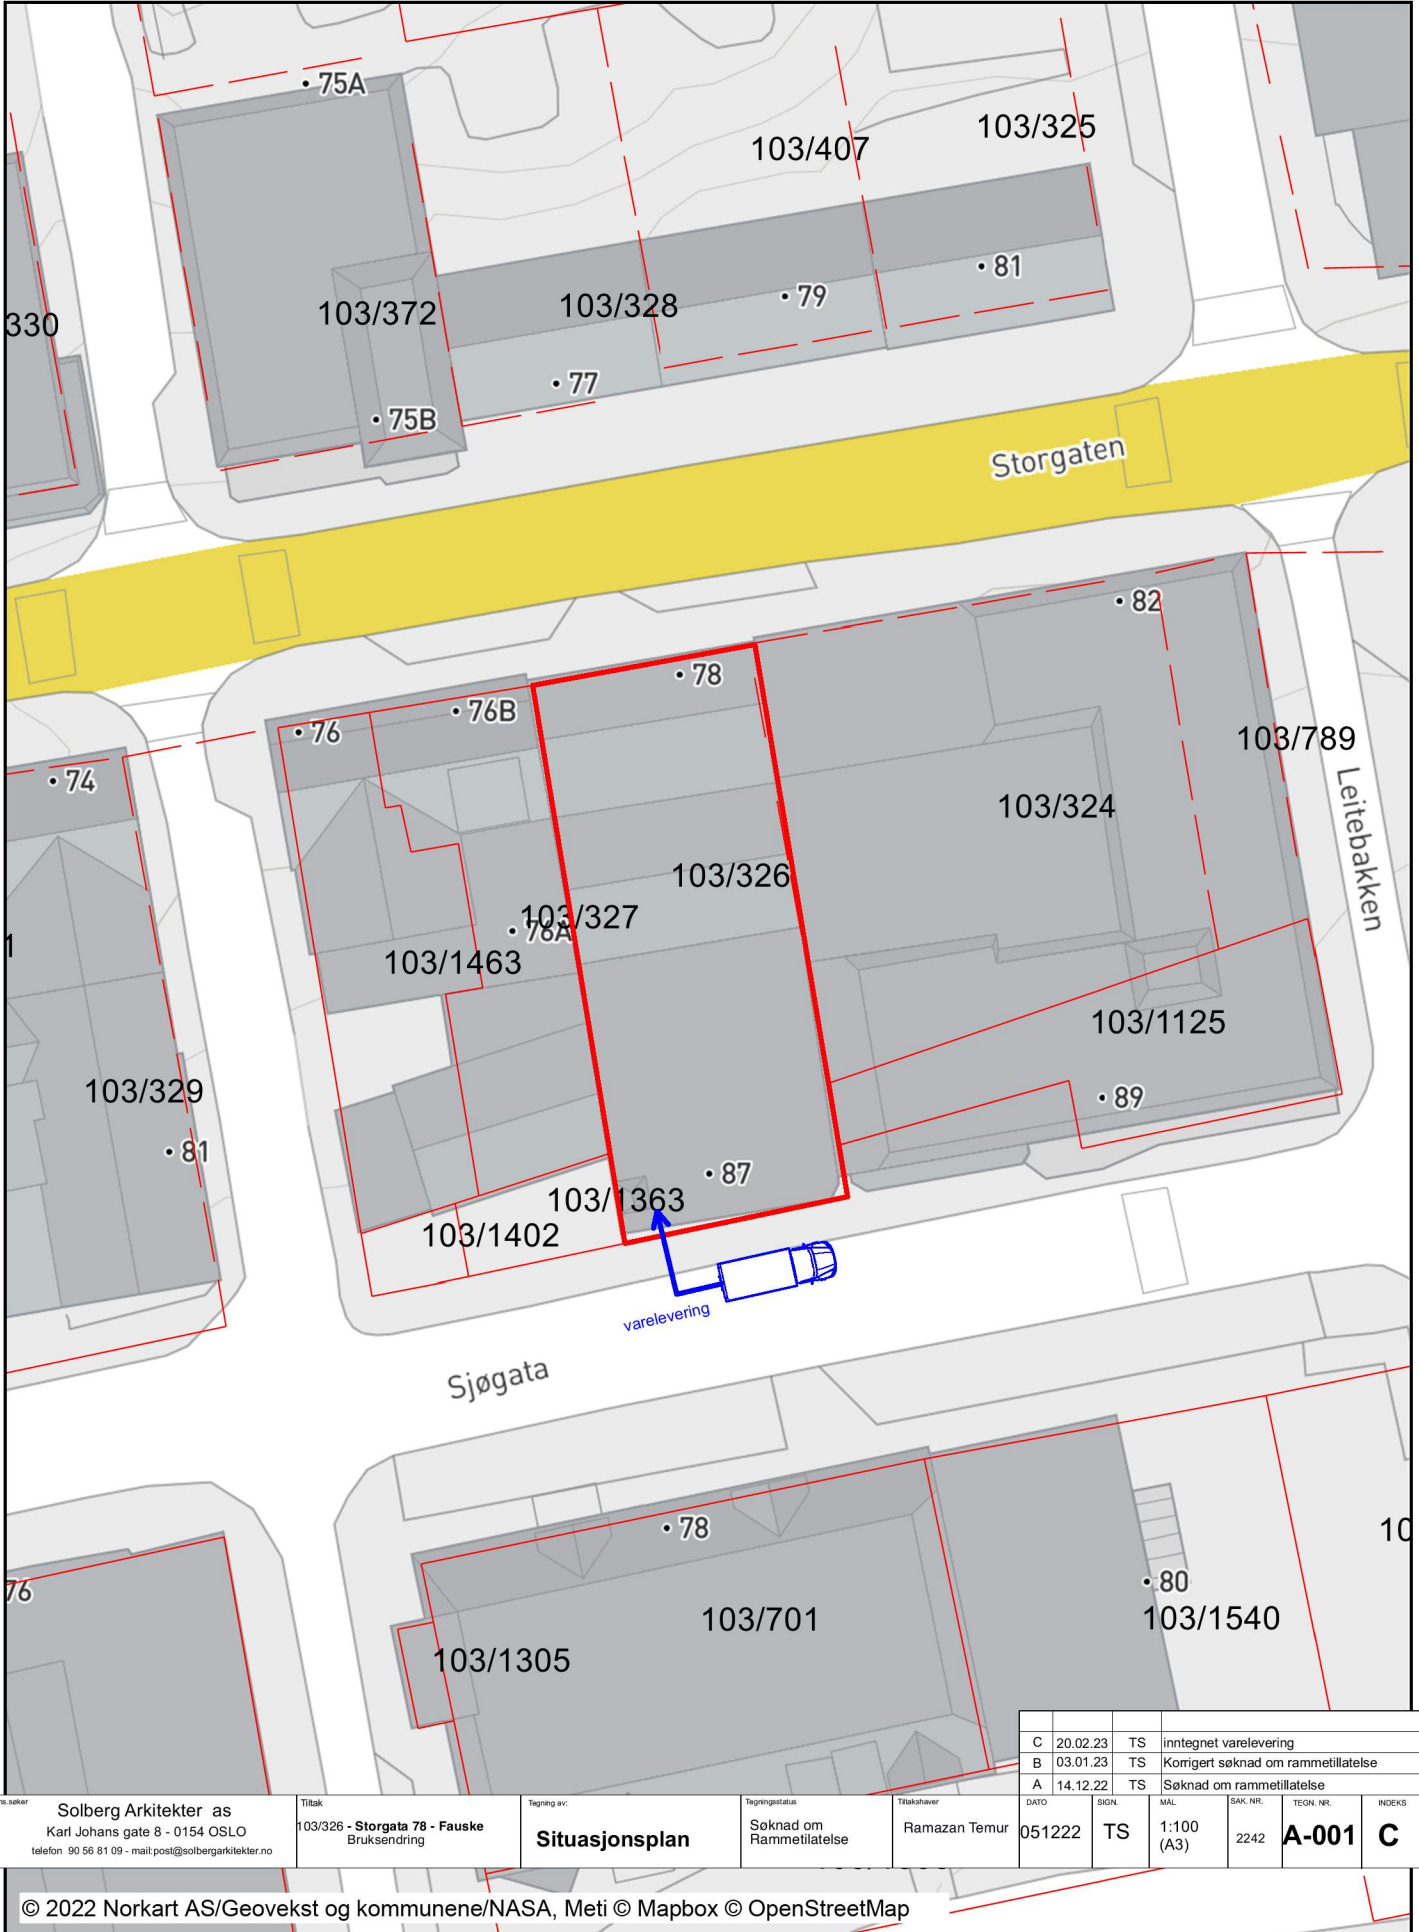 75A
103/325
103/407
81
79
103/328
103/372
330
77
75B
Storgaten
82
78
76B
76
103/789
74
Leitebakken
103/324
103/326
103/327
76A
1
103/1463
103/1125
103/329
89
81
87
103/1363
103/1402
varelevering
Sjøgata
78
10
80
76
103/701
103/1540
103/1305
C 20.02.23 TS inntegnet varelevering
B 03.01.23 TS Korrigert søknad om rammetillatelse
A 14.12.22 TS Søknad om rammetillatelse
ns.søker
Solberg Arkitekter as
Karl Johans gate 8 - 0154 OSLO
telefon 90 56 81 09 - mail:post@solbergarkitekter.no
Tiltak
103/326 - Storgata 78 - Fauske
Bruksendring
Tegning av:
Situasjonsplan
Tegningsstatus
Søknad om
Rammetilatelse
Tiltakshaver
Ramazan Temur
DATO
051222
SIGN.
TS
MÅL
1:100
(A3)
SAK. NR.
2242
TEGN. NR.
A-001
INDEKS
C
© 2022 Norkart AS/Geovekst og kommunene/NASA, Meti © Mapbox © OpenStreetMap